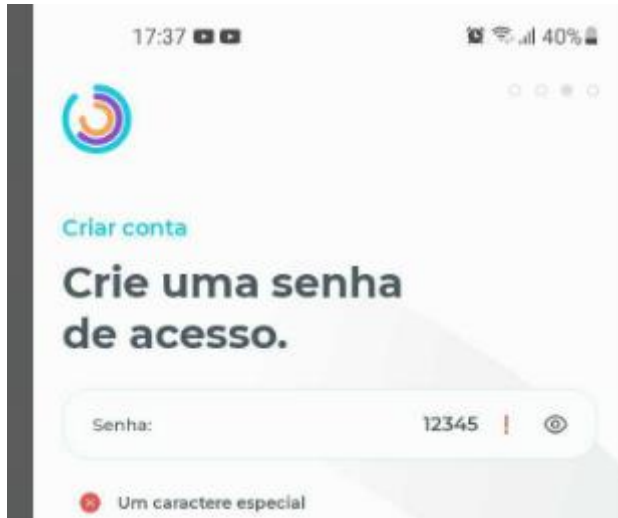 17:37 40%
Criar conta
Crie uma senha
de acesso.
Senha: 12345 !
Um caractere especial